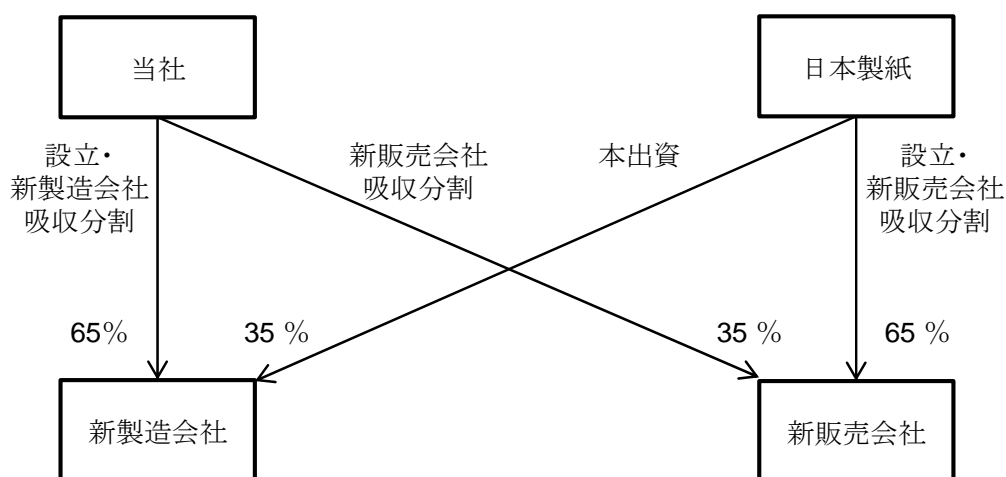 当社
日本製紙
設立・
新製造会社
吸収分割
新販売会社
吸収分割
本出資
設立・
新販売会社
吸収分割
65%
35 %
35 %
65 %
新製造会社
新販売会社